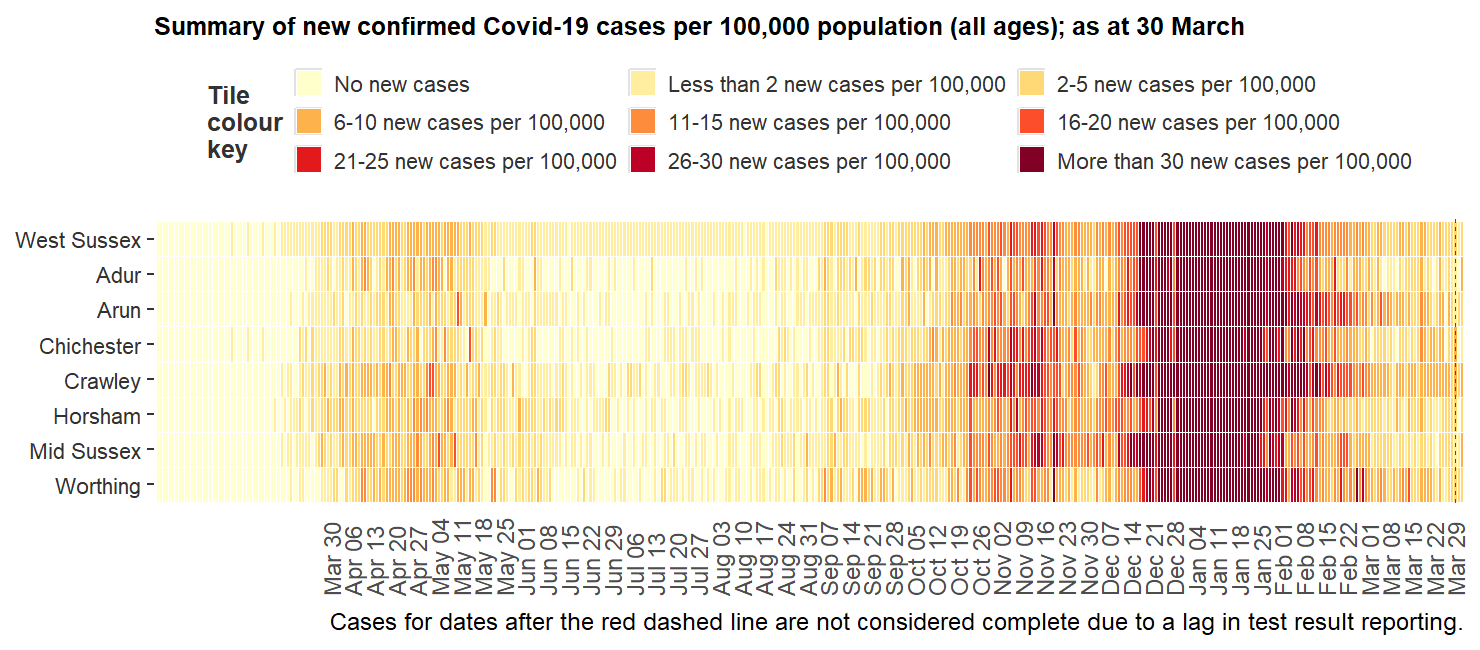 Summary of new confirmed Covid-19 cases per 100,000 population (all ages); as at 30 March
Tile
colour
key
No new cases
Less than 2 new cases per 100,000
2-5 new cases per 100,000
6-10 new cases per 100,000
11-15 new cases per 100,000
16-20 new cases per 100,000
21-25 new cases per 100,000
26-30 new cases per 100,000
More than 30 new cases per 100,000
West Sussex
Adur
Arun
Chichester
Crawley
Horsham
Mid Sussex
Worthing
Mar 30
Apr 06
Apr 13
Apr 20
Apr 27
May 04
May 11
May 18
May 25
Jun 01
Jun 08
Jun 15
Jun 22
Jun 29
Jul 06
Jul 13
Jul 20
Jul 27
Aug 03
Aug 10
Aug 17
Aug 24
Aug 31
Sep 07
Sep 14
Sep 21
Sep 28
Oct 05
Oct 12
Oct 19
Oct 26
Nov 02
Nov 09
Nov 16
Nov 23
Nov 30
Dec 07
Dec 14
Dec 21
Dec 28
Jan 04
Jan 11
Jan 18
Jan 25
Feb 01
Feb 08
Feb 15
Feb 22
Mar 01
Mar 08
Mar 15
Mar 22
Mar 29
Cases for dates after the red dashed line are not considered complete due to a lag in test result reporting.